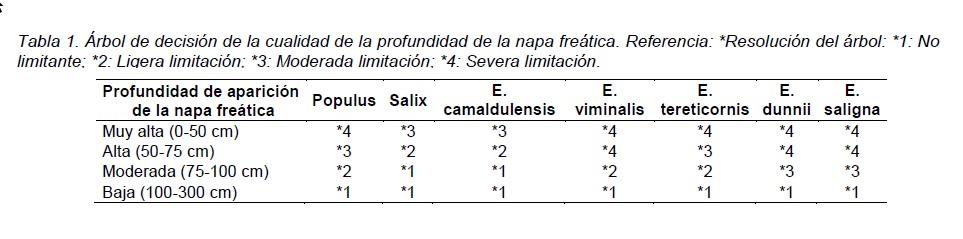 Tabla 1. Árbol de decisión de la cualidad de la profundidad de la napa freática. Referencia: *Resolución del árbol: *1: No
limitante; *2: Ligera limitación; *3: Moderada limitación; *4: Severa limitación.
Profundidad de aparición de la napa freática Populus Salix E. camaldulensis E. viminalis E. tereticornis E. dunnii E. saligna
Muy alta (0-50 cm) *4 *3 *3 *4 *4 *4 *4
Alta (50-75 cm) *3 *2 *2 *4 *3 *4 *4
Moderada (75-100 cm) *2 *1 *1 *2 *2 *3 *3
Baja (100-300 cm) *1 *1 *1 *1 *1 *1 *1